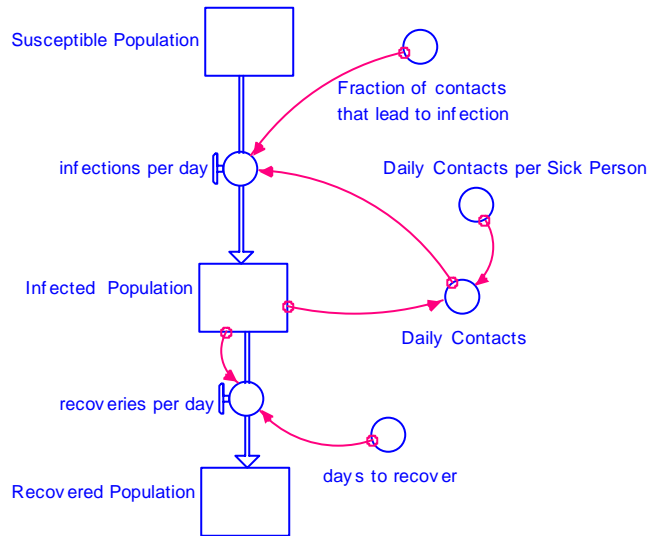 Susceptible Population
Fraction of contacts
that lead to infection
infections per day
Daily Contacts per Sick Person
Infected Population
Daily Contacts
recoveries per day
days to recover
Recovered Population